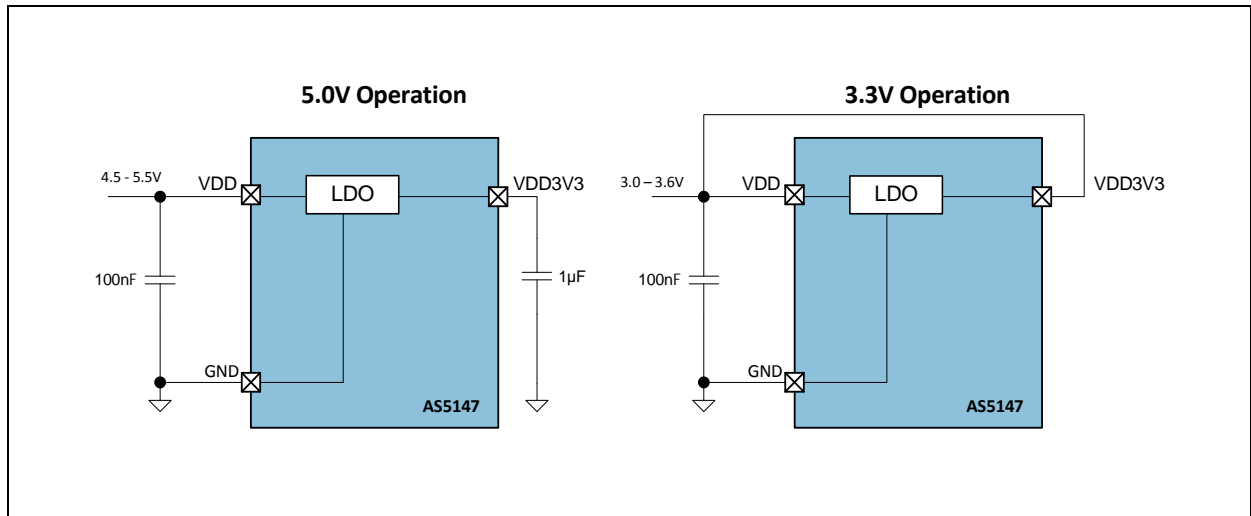 5.0V Operation
4.5 - 5.5V
VDD
LDO
VDD3V3
100nF
1µF
GND
AS5147
3.3V Operation
3.0 – 3.6V
VDD
LDO
VDD3V3
100nF
GND
AS5147